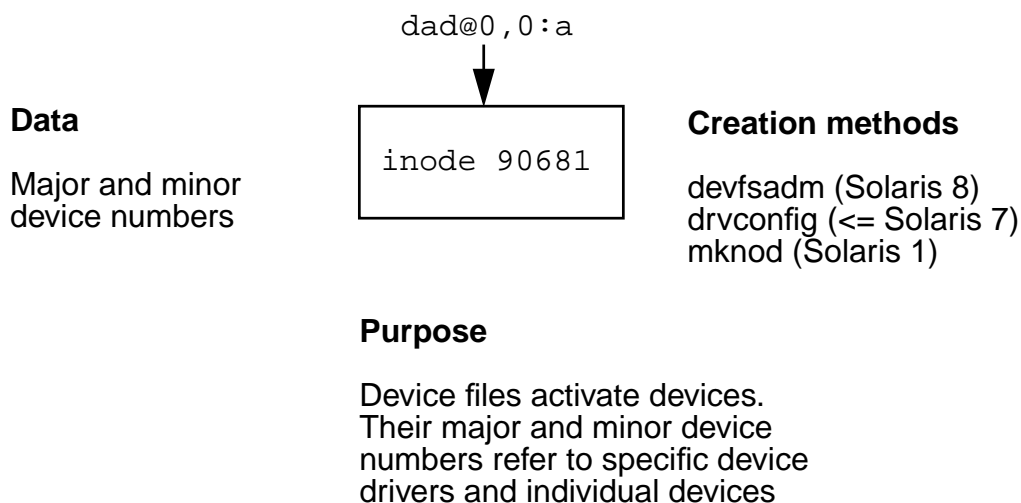 dad@0,0:a
Data
Major and minor
device numbers
inode 90681
Creation methods
devfsadm (Solaris 8)
drvconfig (<= Solaris 7)
mknod (Solaris 1)
Purpose
Device files activate devices.
Their major and minor device
numbers refer to specific device
drivers and individual devices